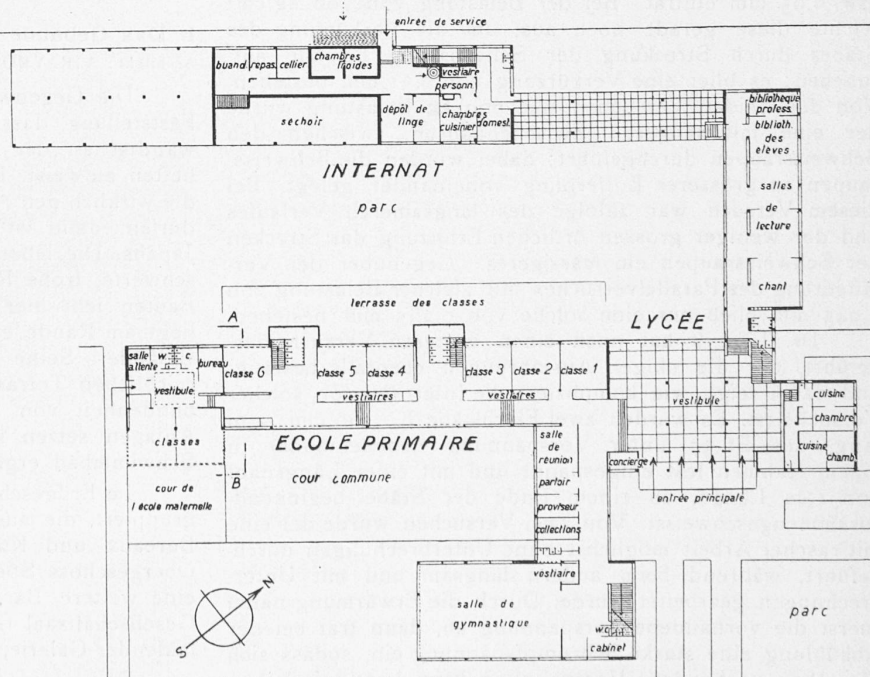 entrée de service
buand. repas. cellier
chambres
froides
vestiaire
personn
séchoir
dépôt de
linge
chambres
cuisinier
domest.
bibliothèque
profess.
biblioth
des
élèves
salles
de
lecture
chant
INTERNAT
parc
terrasse des classes
LYCÉE
A
salle
attente
w. c.
bureau
classe 6
classe 5
classe 4
classe 3
classe 2
classe 1
vestibule
vestiaires
vestiaires
vestibule
cuisine
chambre
cuisine
chamb
classes
ECOLE PRIMAIRE
cour commune
B
cour de
l école maternelle
salle
de
réunion
parloir
proviseur
collections
concierge
entrée principale
vestiaire
salle de
gymnastique
w.
cabinet
parc
N
S